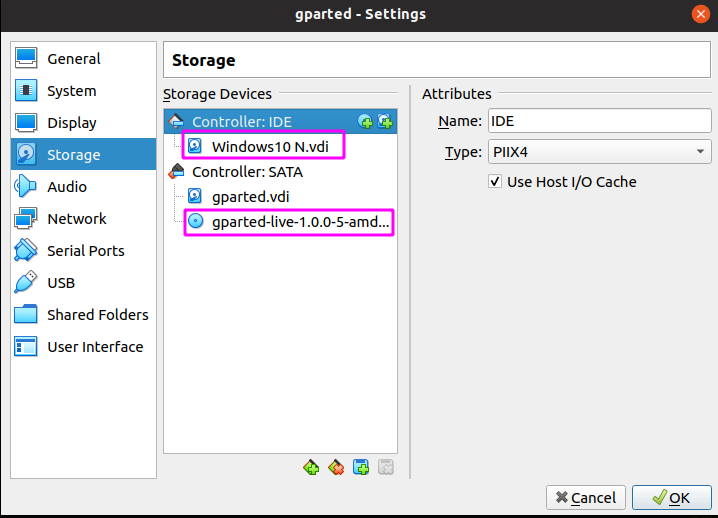 gparted - Settings
General
System
Display
Storage
Audio
Network
Serial Ports
USB
Shared Folders
User Interface
Storage
Storage Devices
Controller: IDE
Windows10 N.vdi
Controller: SATA
gparted.vdi
gparted-live-1.0.0-5-amd...
Attributes
Name: IDE
Type: PIIX4
Use Host I/O Cache
Cancel
OK